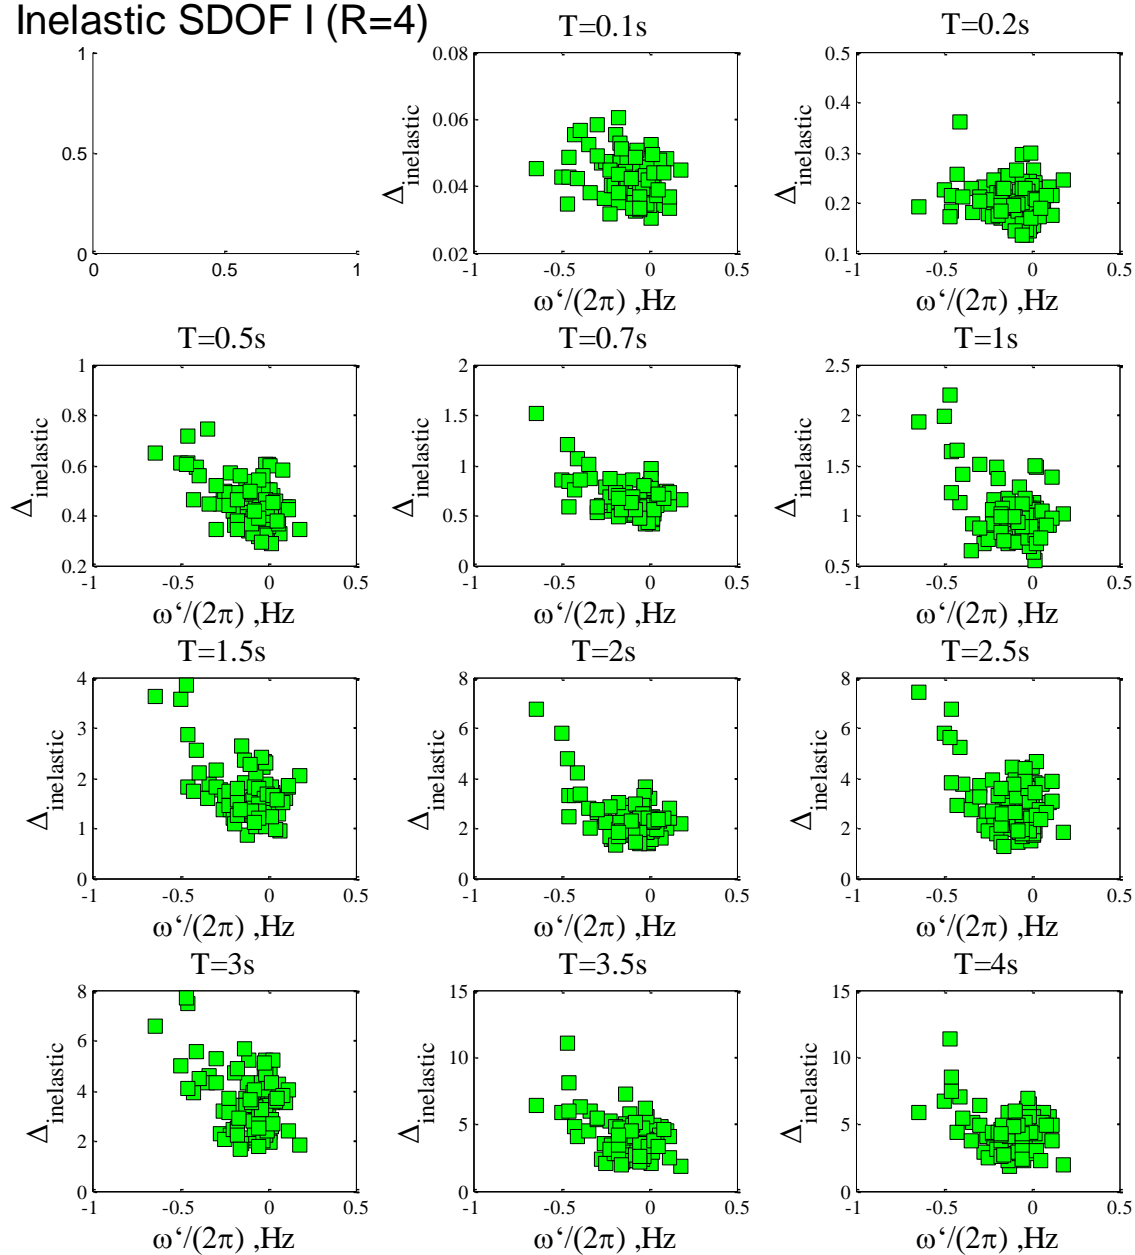 Inelastic SDOF I (R=4)
1
0.5
0
0 0.5 1
T=0.1s
0.08
0.06
0.04
0.02
Δinelastic
-1 -0.5 0 0.5
ω‘/(2π) ,Hz
T=0.2s
0.5
0.4
0.3
0.2
0.1
Δinelastic
-1 -0.5 0 0.5
ω‘/(2π) ,Hz
T=0.5s
1
0.8
0.6
0.4
0.2
Δinelastic
-1 -0.5 0 0.5
ω‘/(2π) ,Hz
T=0.7s
2
1.5
1
0.5
0
Δinelastic
-1 -0.5 0 0.5
ω‘/(2π) ,Hz
T=1s
2.5
2
1.5
1
0.5
Δinelastic
-1 -0.5 0 0.5
ω‘/(2π) ,Hz
T=1.5s
4
3
2
1
0
Δinelastic
-1 -0.5 0 0.5
ω‘/(2π) ,Hz
T=2s
8
6
4
2
0
Δinelastic
-1 -0.5 0 0.5
ω‘/(2π) ,Hz
T=2.5s
8
6
4
2
0
Δinelastic
-1 -0.5 0 0.5
ω‘/(2π) ,Hz
T=3s
8
6
4
2
0
Δinelastic
-1 -0.5 0 0.5
ω‘/(2π) ,Hz
T=3.5s
15
10
5
0
Δinelastic
-1 -0.5 0 0.5
ω‘/(2π) ,Hz
T=4s
15
10
5
0
Δinelastic
-1 -0.5 0 0.5
ω‘/(2π) ,Hz